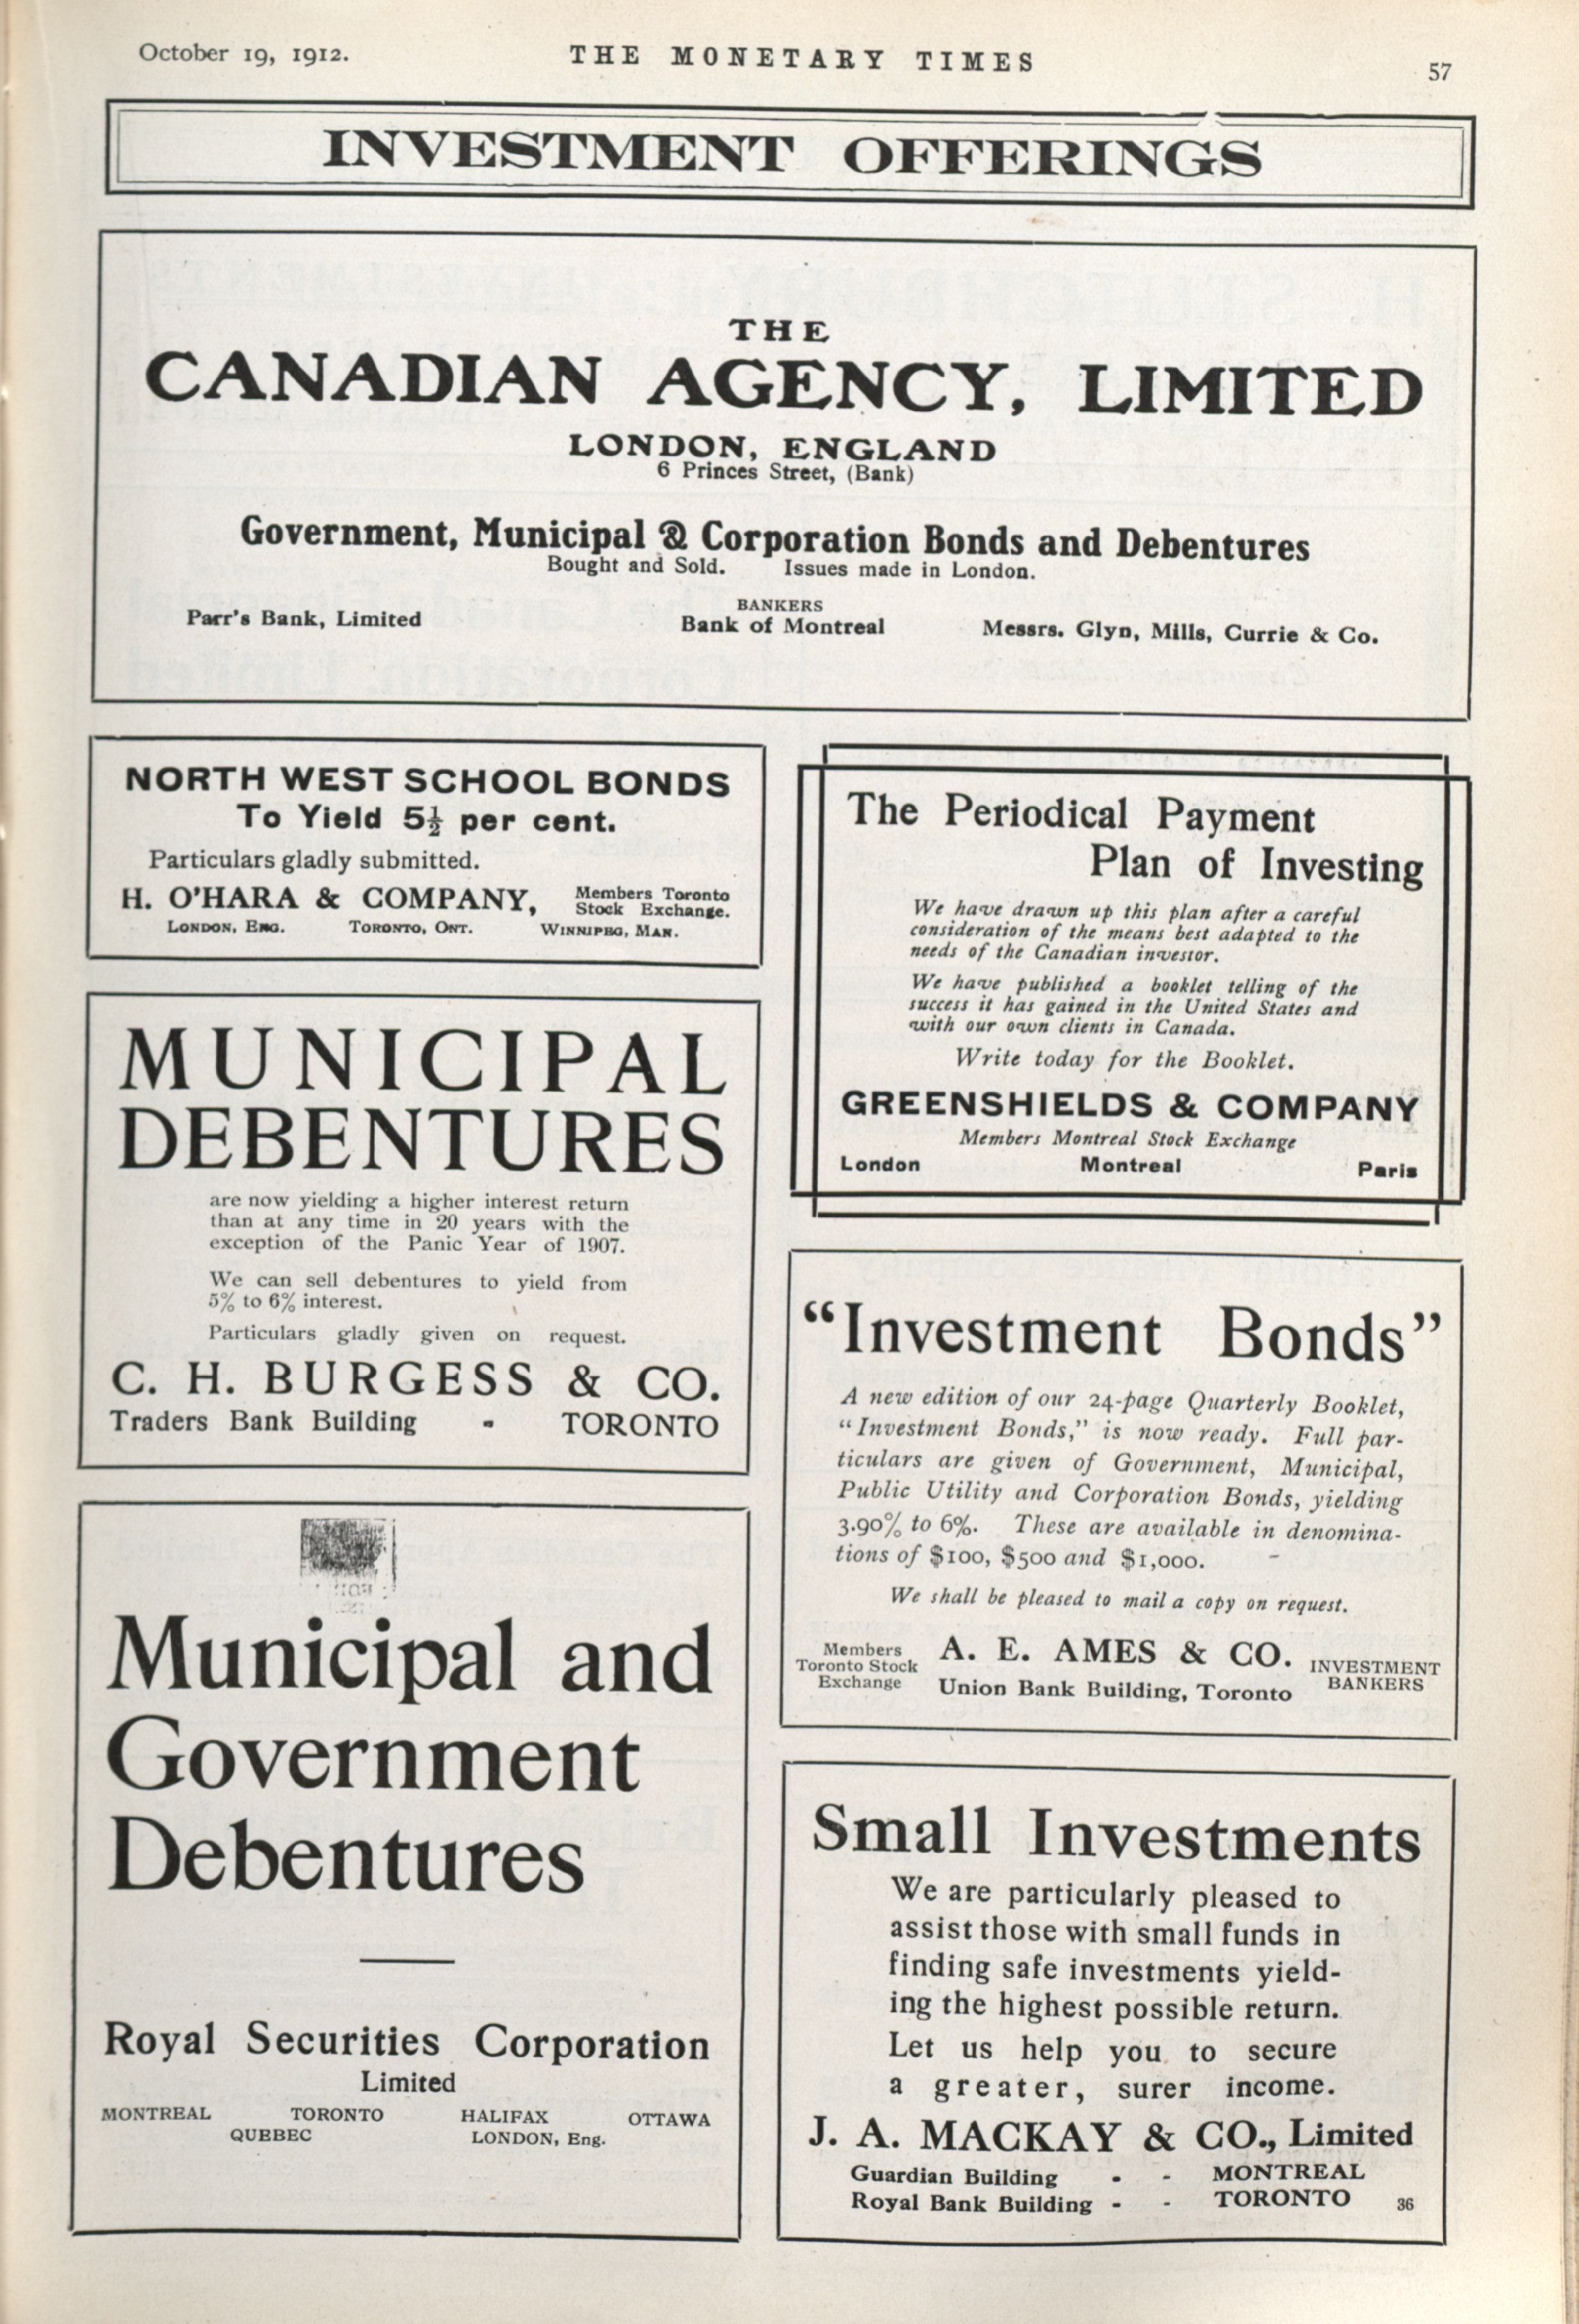 October 19, 1912.
THE MONETARY TIMES
57
INVESTMENT OFFERINGS
THE
CANADIAN AGENCY, LIMITED
LONDON, ENGLAND
6 Princes Street, (Bank)
Government, Municipal & Corporation Bonds and Debentures
Bought and Sold. Issues made in London.
BANKERS
Parr's Bank, Limited Bank of Montreal Messrs. Glyn, Mills, Currie & Co.
NORTH WEST SCHOOL BONDS
To Yield 5½ per cent.
Particulars gladly submitted.
H. O'HARA & COMPANY,
Members Toronto
Stock Exchange.
LONDON, ENG. TORONTO, ONT. WINNIPEG, MAN.
MUNICIPAL
DEBENTURES
are now yielding a higher interest return
than at any time in 20 years with the
exception of the Panic Year of 1907.
We can sell debentures to yield from
5% to 6% interest.
Particulars gladly given on request.
C. H. BURGESS & CO.
Traders Bank Building - TORONTO
Municipal and
Government
Debentures
Royal Securities Corporation
Limited
MONTREAL TORONTO HALIFAX OTTAWA
QUEBEC LONDON, Eng.
The Periodical Payment
Plan of Investing
We have drawn up this plan after a careful
consideration of the means best adapted to the
needs of the Canadian investor.
We have published a booklet telling of the
success it has gained in the United States and
with our own clients in Canada.
Write today for the Booklet.
GREENSHIELDS & COMPANY
Members Montreal Stock Exchange
London Montreal Paris
"Investment Bonds"
A new edition of our 24-page Quarterly Booklet,
"Investment Bonds," is now ready. Full par-
ticulars are given of Government, Municipal,
Public Utility and Corporation Bonds, yielding
3.90% to 6%. These are available in denomina-
tions of $100, $500 and $1,000.
We shall be pleased to mail a copy on request.
Members
Toronto Stock
Exchange
A. E. AMES & CO.
Union Bank Building, Toronto
INVESTMENT
BANKERS
Small Investments
We are particularly pleased to
assist those with small funds in
finding safe investments yield-
ing the highest possible return.
Let us help you to secure
a greater, surer income.
J. A. MACKAY & CO., Limited
Guardian Building - - MONTREAL
Royal Bank Building - - TORONTO 36